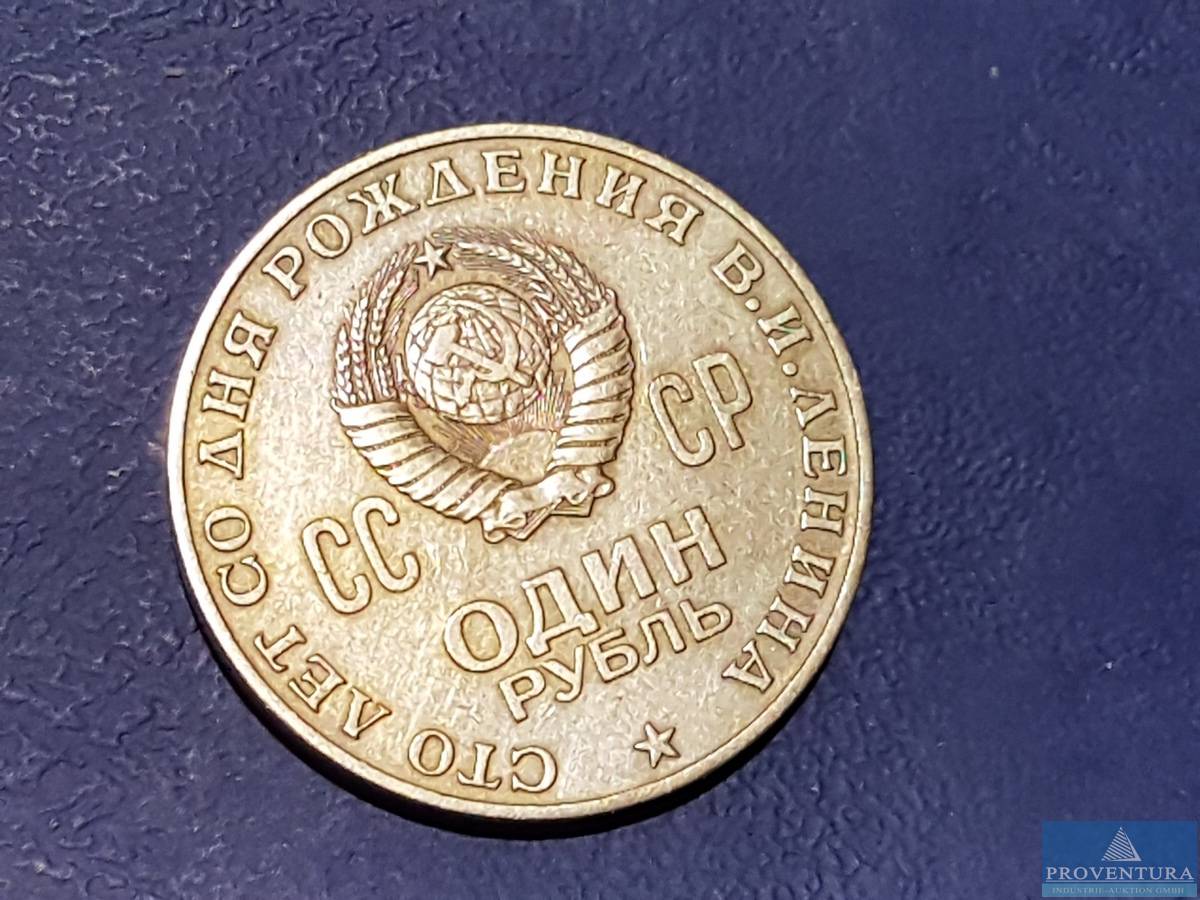 СТО ЛЕТ СО ДНЯ РОЖДЕНИЯ В.И.ЛЕНИНА
СС СР
ОДИН
РУБЛЬ
PROVENTURA
INDUSTRIE-AUKTION GMBH